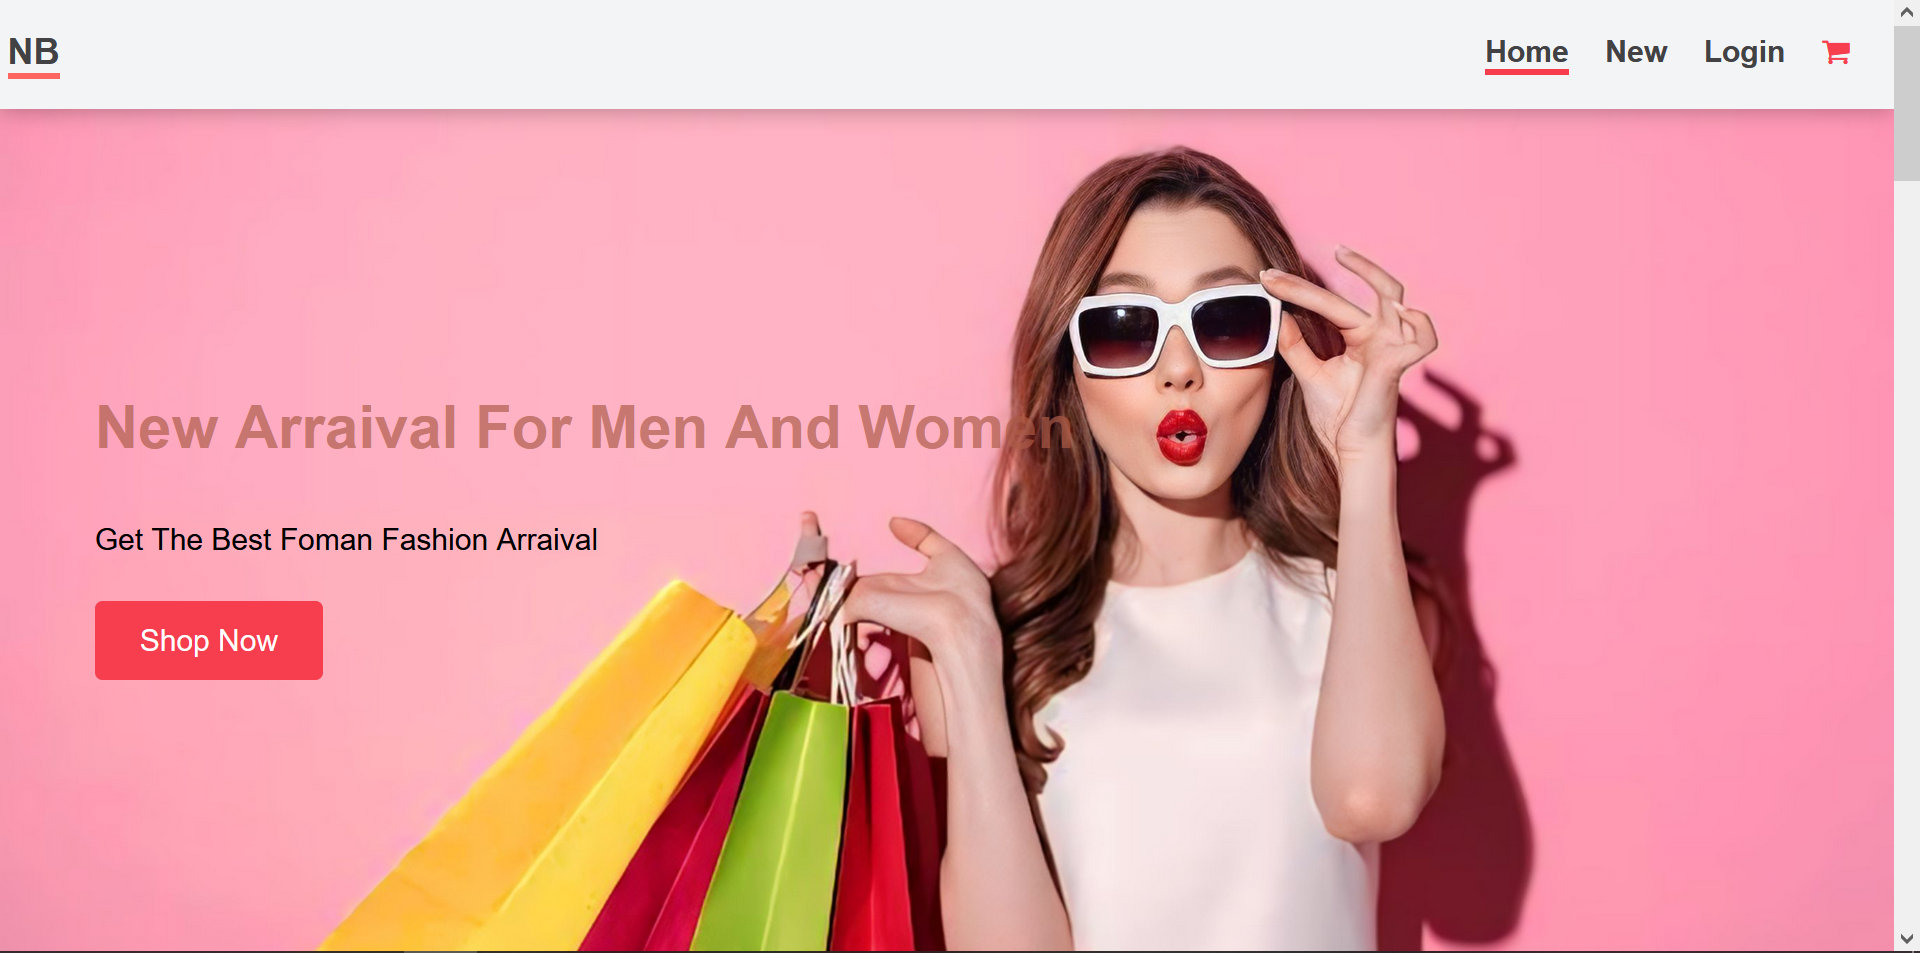 NB
Home New Login
New Arraival For Men And Women
Get The Best Foman Fashion Arraival
Shop Now